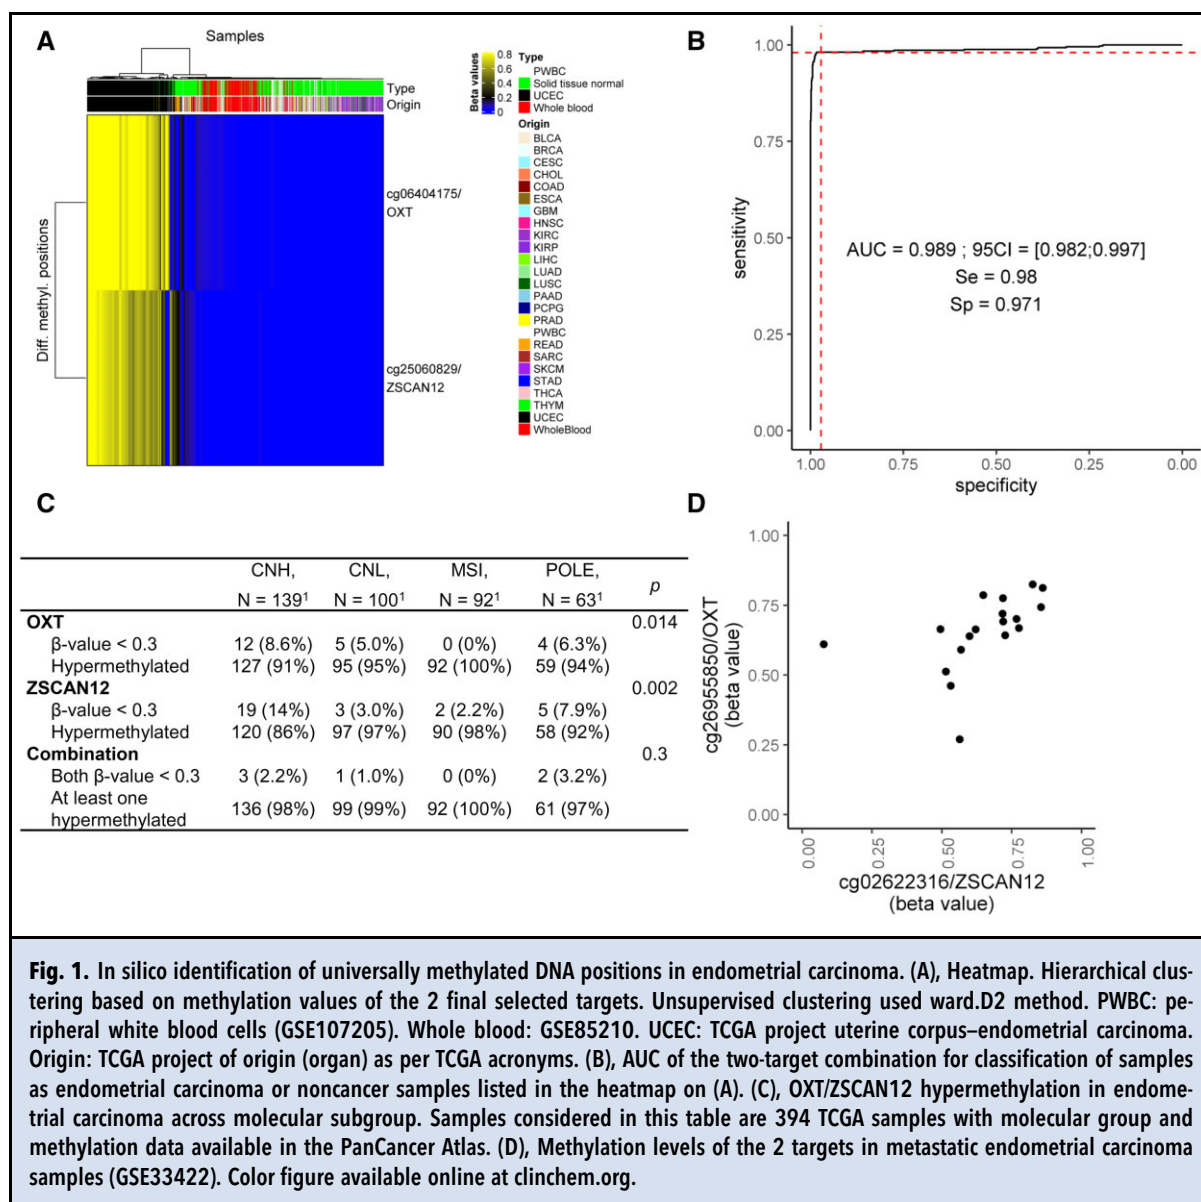 A
Samples
Type
Origin
cg06404175/
OXT
cg25060829/
ZSCAN12
Diff. methyl. positions
Beta values
0.8
0.6
0.4
0.2
0
Type
PWBC
Solid tissue normal
UCEC
Whole blood
Origin
BLCA
BRCA
CESC
CHOL
COAD
ESCA
GBM
HNSC
KIRC
KIRP
LIHC
LUAD
LUSC
PAAD
PCPG
PRAD
PWBC
READ
SARC
SKCM
STAD
THCA
THYM
UCEC
WholeBlood
B
1.00
0.75
0.50
0.25
0.00
sensitivity
AUC = 0.989 ; 95CI = [0.982;0.997]
Se = 0.98
Sp = 0.971
1.00 0.75 0.50 0.25 0.00
specificity
C
CNH, CNL, MSI, POLE, p
N = 139¹ N = 100¹ N = 92¹ N = 63¹
OXT 0.014
β-value < 0.3 12 (8.6%) 5 (5.0%) 0 (0%) 4 (6.3%)
Hypermethylated 127 (91%) 95 (95%) 92 (100%) 59 (94%)
ZSCAN12 0.002
β-value < 0.3 19 (14%) 3 (3.0%) 2 (2.2%) 5 (7.9%)
Hypermethylated 120 (86%) 97 (97%) 90 (98%) 58 (92%)
Combination 0.3
Both β-value < 0.3 3 (2.2%) 1 (1.0%) 0 (0%) 2 (3.2%)
At least one
hypermethylated 136 (98%) 99 (99%) 92 (100%) 61 (97%)
D
1.00
0.75
0.50
0.25
0.00
cg26955850/OXT
(beta value)
0.00 0.25 0.50 0.75 1.00
cg02622316/ZSCAN12
(beta value)
Fig. 1. In silico identification of universally methylated DNA positions in endometrial carcinoma. (A), Heatmap. Hierarchical clus-
tering based on methylation values of the 2 final selected targets. Unsupervised clustering used ward.D2 method. PWBC: pe-
ripheral white blood cells (GSE107205). Whole blood: GSE85210. UCEC: TCGA project uterine corpus–endometrial carcinoma.
Origin: TCGA project of origin (organ) as per TCGA acronyms. (B), AUC of the two-target combination for classification of samples
as endometrial carcinoma or noncancer samples listed in the heatmap on (A). (C), OXT/ZSCAN12 hypermethylation in endome-
trial carcinoma across molecular subgroup. Samples considered in this table are 394 TCGA samples with molecular group and
methylation data available in the PanCancer Atlas. (D), Methylation levels of the 2 targets in metastatic endometrial carcinoma
samples (GSE33422). Color figure available online at clinchem.org.